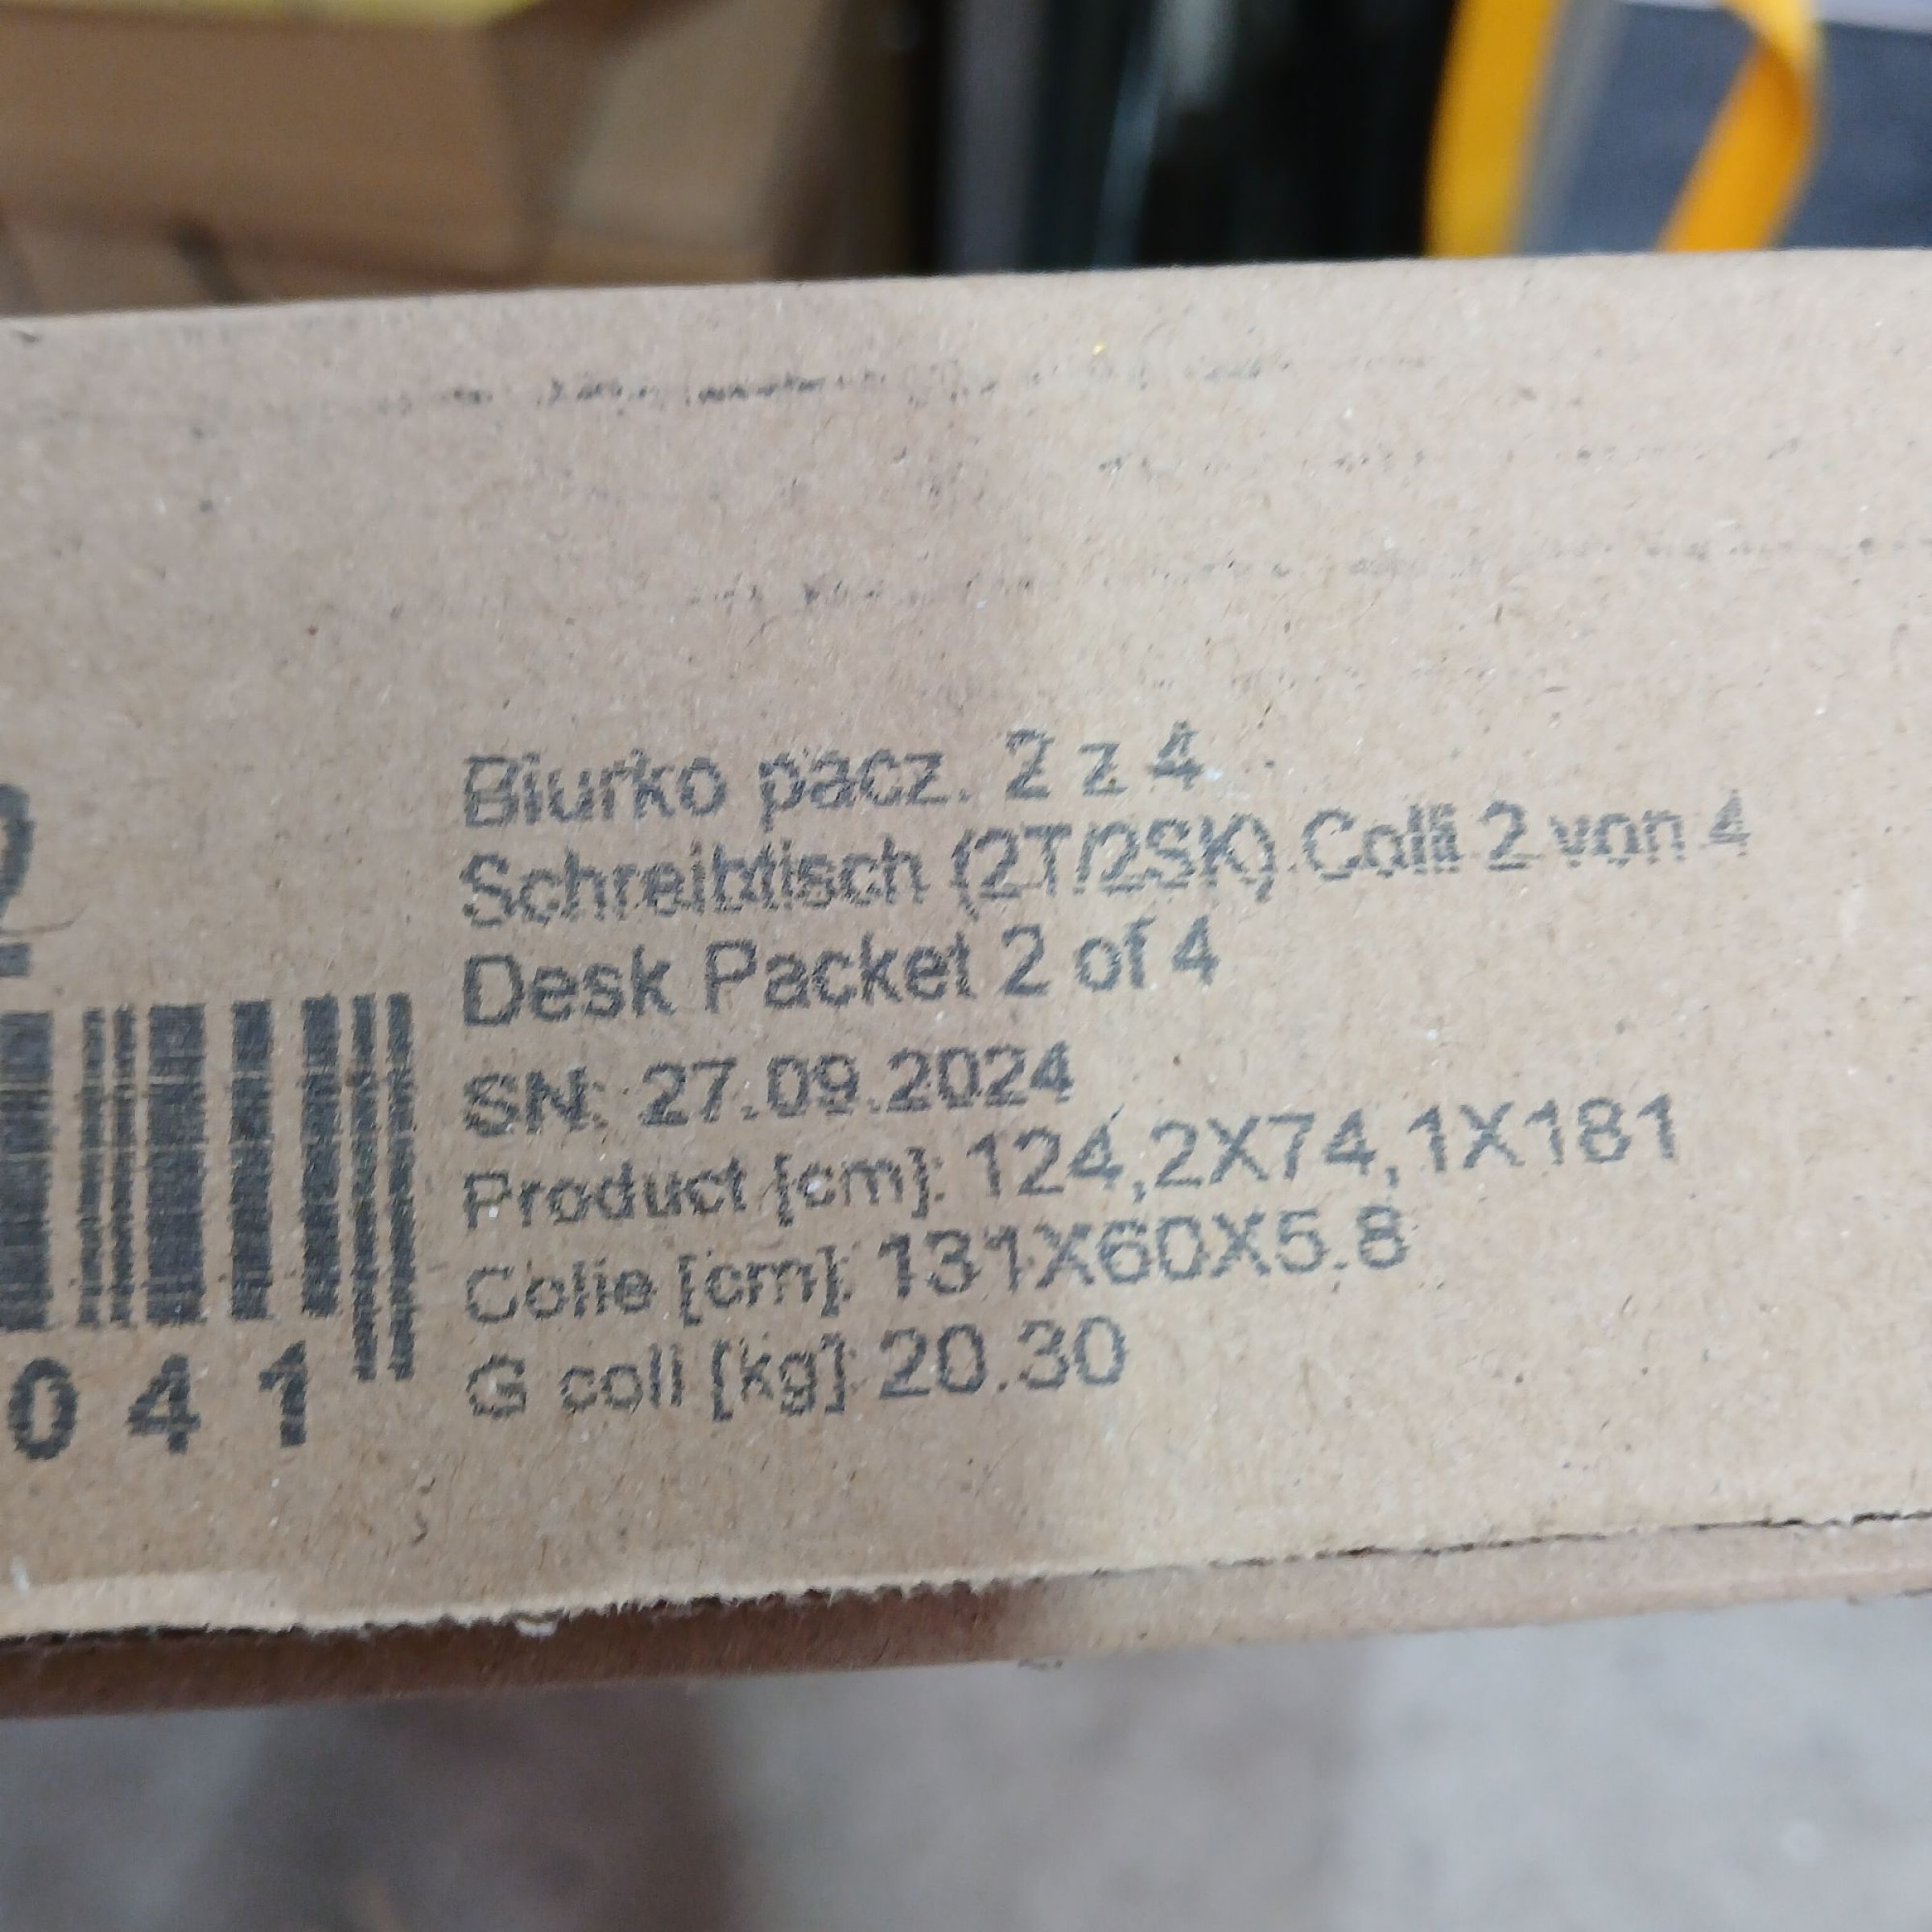 2
Biurko pacz. 2 z 4
Schreibtisch (2T/2SK) Colli 2 von 4
Desk Packet 2 of 4
SN: 27.09.2024
Product [cm]: 124,2X74,1X181
Colie [cm]: 131X60X5.8
G coli [kg]: 20.30
041